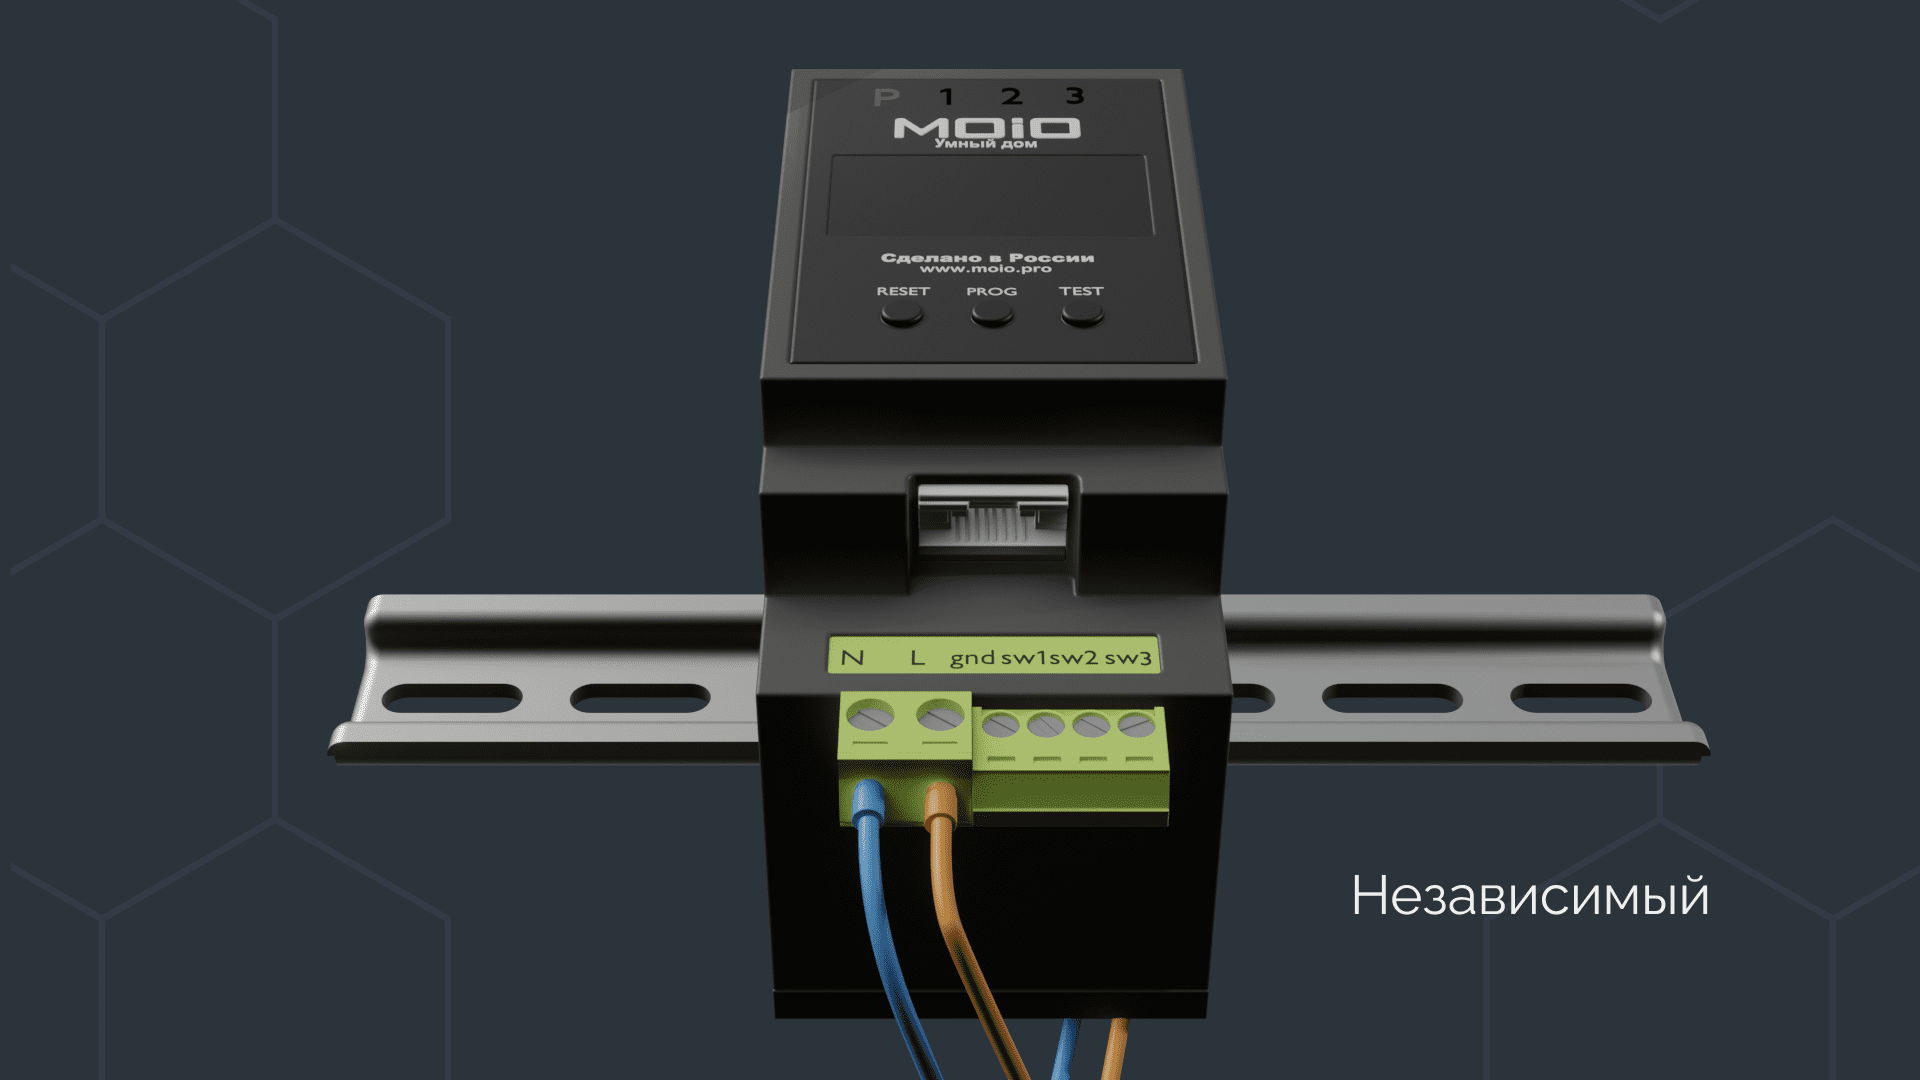 P 1 2 3
MOiO
Умный дом
Сделано в России
www.moio.pro
RESET PROG TEST
N L gnd sw1 sw2 sw3
Независимый